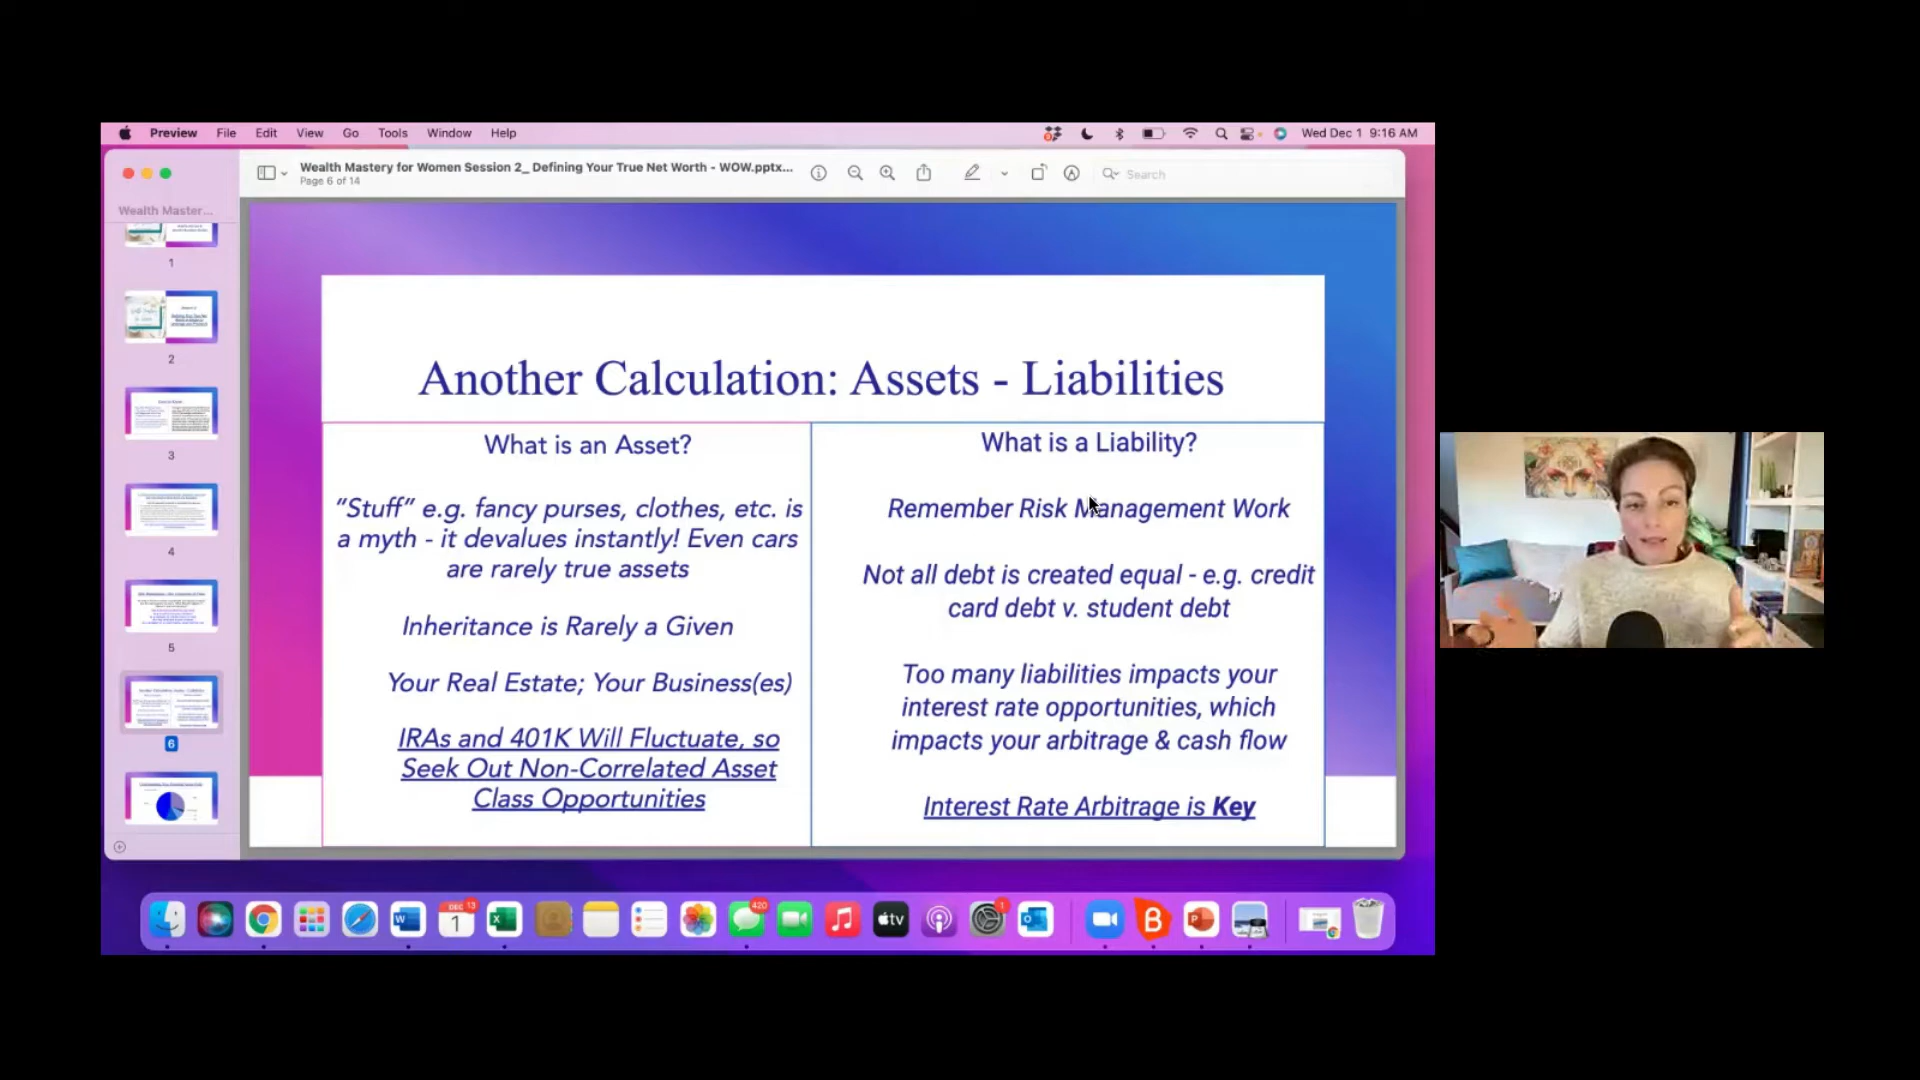 Preview File Edit View Go Tools Window Help
Wed Dec 1 9:16 AM
Wealth Mastery for Women Session 2_ Defining Your True Net Worth - WOW.pptx...
Page 6 of 14
Search
Wealth Master...
1
2
3
4
5
6
Another Calculation: Assets - Liabilities
What is an Asset?
“Stuff” e.g. fancy purses, clothes, etc. is
a myth - it devalues instantly! Even cars
are rarely true assets
Inheritance is Rarely a Given
Your Real Estate; Your Business(es)
IRAs and 401K Will Fluctuate, so
Seek Out Non-Correlated Asset
Class Opportunities
What is a Liability?
Remember Risk Management Work
Not all debt is created equal - e.g. credit
card debt v. student debt
Too many liabilities impacts your
interest rate opportunities, which
impacts your arbitrage & cash flow
Interest Rate Arbitrage is Key
DEC
1
13
420
tv
1